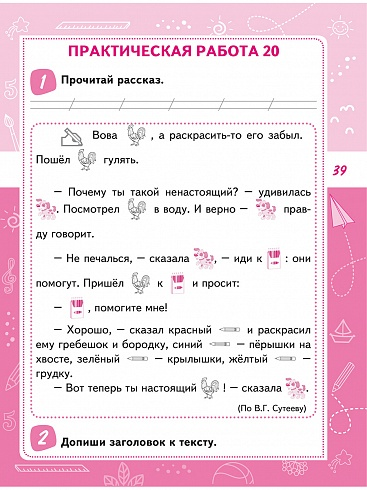 ПРАКТИЧЕСКАЯ РАБОТА 20
1 Прочитай рассказ.
Вова , а раскрасить-то его забыл.
Пошёл гулять.
39
– Почему ты такой ненастоящий? – удивилась
. Посмотрел в воду. И верно – прав-
ду говорит.
– Не печалься, – сказала , – иди к : они
помогут. Пришёл к и просит:
– , помогите мне!
– Хорошо, – сказал красный и раскрасил
ему гребешок и бородку, синий – пёрышки на
хвосте, зелёный – крылышки, жёлтый –
грудку.
– Вот теперь ты настоящий ! – сказала .
(По В.Г. Сутееву)
2 Допиши заголовок к тексту.